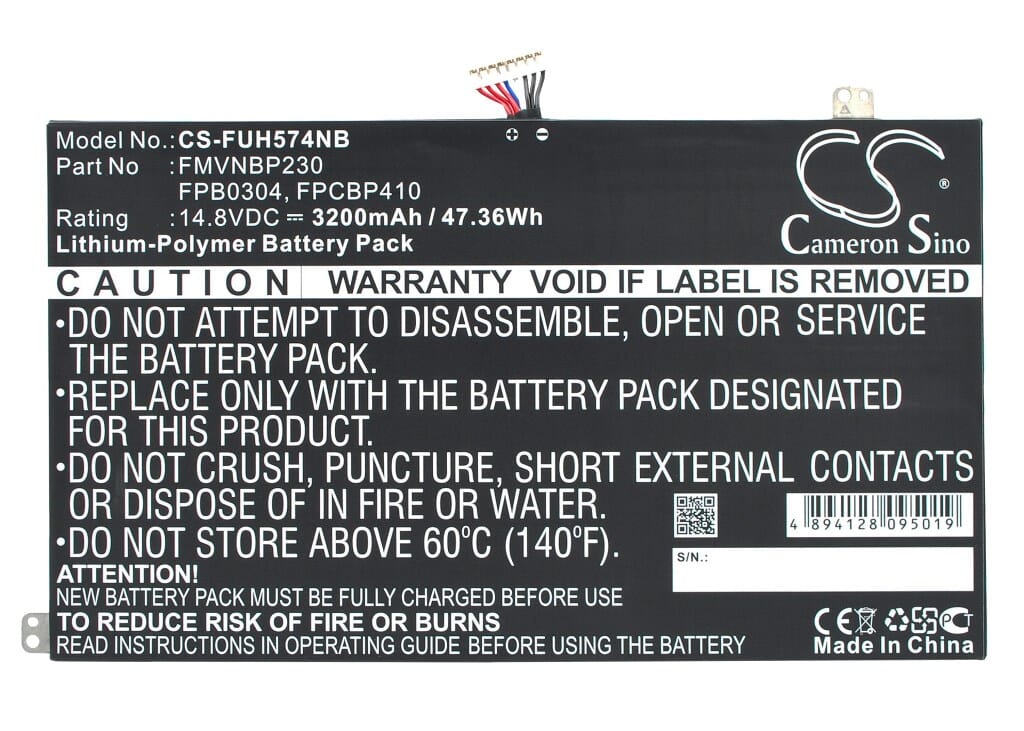 Model No.:CS-FUH574NB
Part No :FMVNBP230
FPB0304, FPCBP410
Rating :14.8VDC ⎓ 3200mAh / 47.36Wh
Lithium-Polymer Battery Pack
+ -
Cameron Sino ®
CAUTION WARRANTY VOID IF LABEL IS REMOVED
•DO NOT ATTEMPT TO DISASSEMBLE, OPEN OR SERVICE
THE BATTERY PACK.
•REPLACE ONLY WITH THE BATTERY PACK DESIGNATED
FOR THIS PRODUCT.
•DO NOT CRUSH, PUNCTURE, SHORT EXTERNAL CONTACTS
OR DISPOSE OF IN FIRE OR WATER.
•DO NOT STORE ABOVE 60°C (140°F).
4 894128 095019
S/N.:
ATTENTION!
NEW BATTERY PACK MUST BE FULLY CHARGED BEFORE USE
TO REDUCE RISK OF FIRE OR BURNS
READ INSTRUCTIONS IN OPERATING GUIDE BEFORE USING THE BATTERY
CE
Made In China